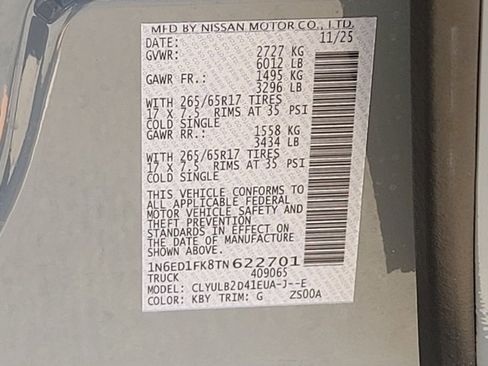 MFD BY NISSAN MOTOR CO., LTD.
DATE: 11/25
GVWR: 2727 KG
6012 LB
GAWR FR.: 1495 KG
3296 LB
WITH 265/65R17 TIRES
17 X 7.5 RIMS AT 35 PSI
COLD SINGLE
GAWR RR.: 1558 KG
3434 LB
WITH 265/65R17 TIRES
17 X 7.5 RIMS AT 35 PSI
COLD SINGLE
THIS VEHICLE CONFORMS TO
ALL APPLICABLE FEDERAL
MOTOR VEHICLE SAFETY AND
THEFT PREVENTION
STANDARDS IN EFFECT ON
THE DATE OF MANUFACTURE
SHOWN ABOVE.
1N6ED1FK8TN622701
TRUCK 409065
MODEL: CLYULB2D41EUA-J--E
COLOR: KBY TRIM: G ZS00A